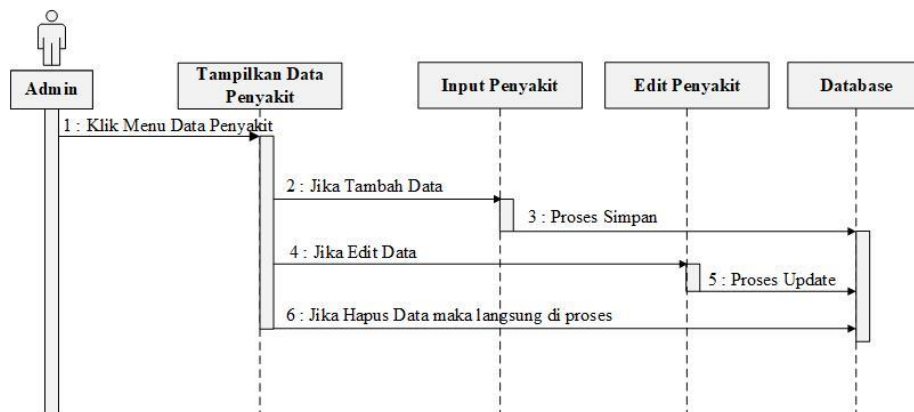 Admin
Tampilkan Data
Penyakit
Input Penyakit
Edit Penyakit
Database
1 : Klik Menu Data Penyakit
2 : Jika Tambah Data
3 : Proses Simpan
4 : Jika Edit Data
5 : Proses Update
6 : Jika Hapus Data maka langsung di proses